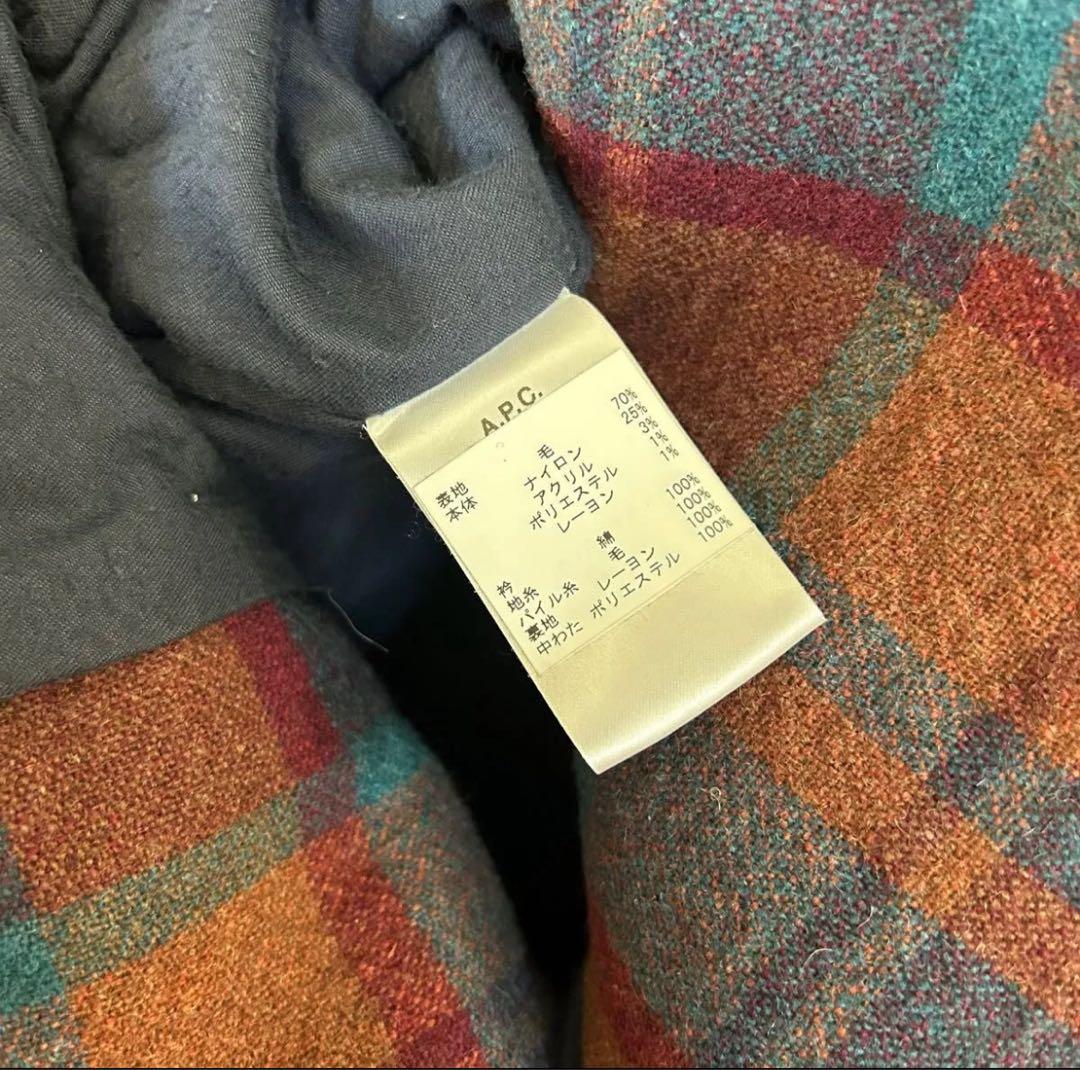 A.P.C.
表地 毛 70%
本体 ナイロン 25%
アクリル 3%
ポリエステル 1%
レーヨン 1%
衿
地糸 綿 100%
パイル糸 毛 100%
裏地 レーヨン 100%
中わた ポリエステル 100%